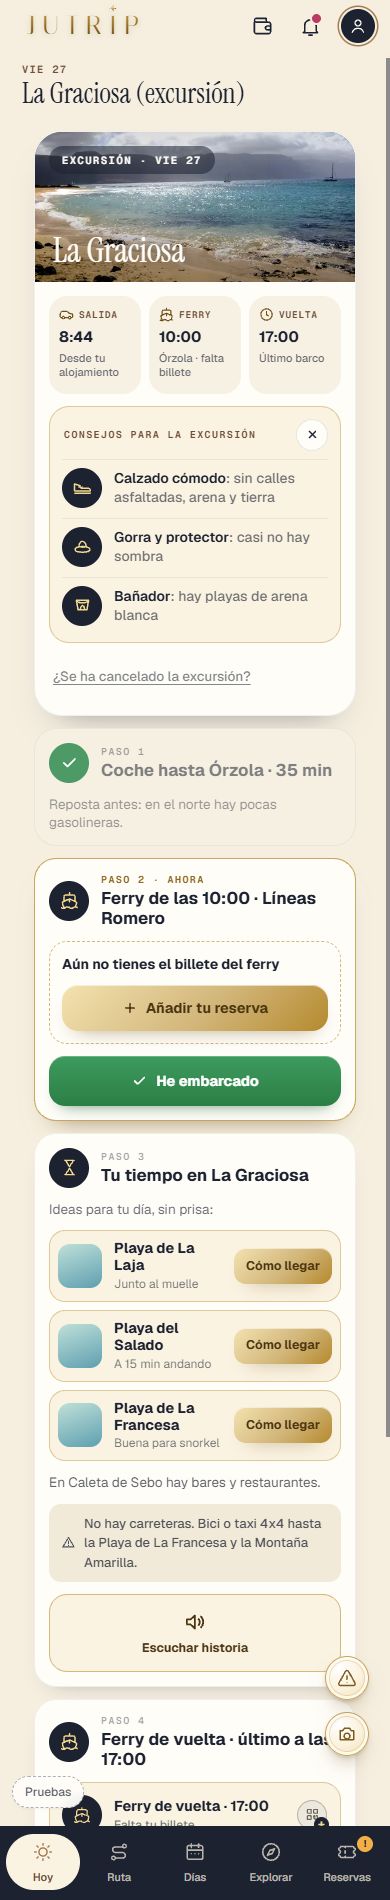 JUTRIP
VIE 27
La Graciosa (excursión)
EXCURSIÓN · VIE 27
La Graciosa
SALIDA
8:44
Desde tu
alojamiento
FERRY
10:00
Órzola · falta
billete
VUELTA
17:00
Último barco
CONSEJOS PARA LA EXCURSIÓN
Calzado cómodo: sin calles
asfaltadas, arena y tierra
Gorra y protector: casi no hay
sombra
Bañador: hay playas de arena
blanca
¿Se ha cancelado la excursión?
PASO 1
Coche hasta Órzola · 35 min
Reposta antes: en el norte hay pocas
gasolineras.
PASO 2 · AHORA
Ferry de las 10:00 · Líneas
Romero
Aún no tienes el billete del ferry
+ Añadir tu reserva
He embarcado
PASO 3
Tu tiempo en La Graciosa
Ideas para tu día, sin prisa:
Playa de La
Laja
Junto al muelle
Cómo llegar
Playa del
Salado
A 15 min andando
Cómo llegar
Playa de La
Francesa
Buena para snorkel
Cómo llegar
En Caleta de Sebo hay bares y restaurantes.
No hay carreteras. Bici o taxi 4x4 hasta
la Playa de La Francesa y la Montaña
Amarilla.
Escuchar historia
PASO 4
Ferry de vuelta · último a las
17:00
Pruebas
Ferry de vuelta · 17:00
Falta tu billete
Hoy
Ruta
Días
Explorar
!
Reservas